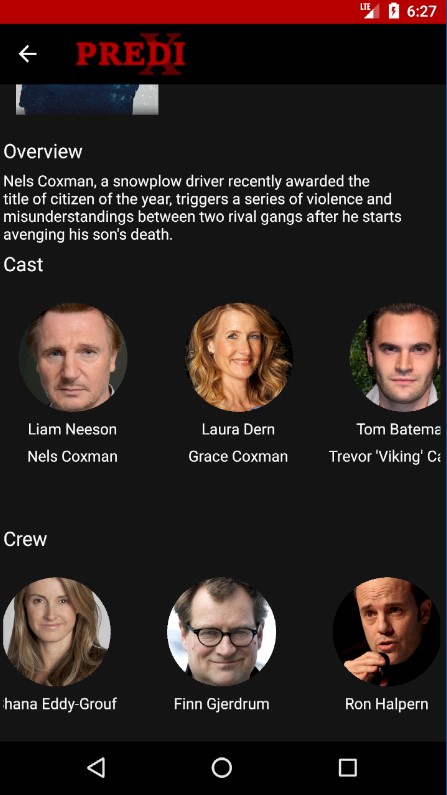 LTE 6:27
PREDIX
Overview
Nels Coxman, a snowplow driver recently awarded the
title of citizen of the year, triggers a series of violence and
misunderstandings between two rival gangs after he starts
avenging his son's death.
Cast
Liam Neeson Laura Dern Tom Batema
Nels Coxman Grace Coxman Trevor 'Viking' Ca
Crew
hana Eddy-Grouf Finn Gjerdrum Ron Halpern